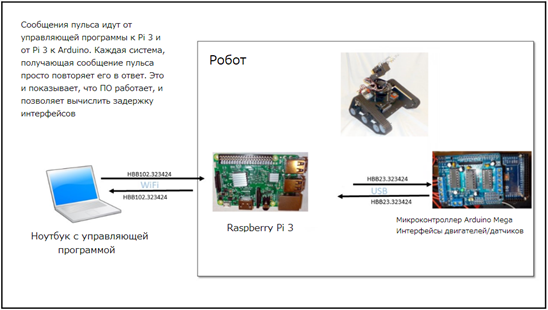 Сообщения пульса идут от
управляющей программы к Pi 3 и
от Pi 3 к Arduino. Каждая система,
получающая сообщение пульса
просто повторяет его в ответ. Это
и показывает, что ПО работает, и
позволяет вычислить задержку
интерфейсов
Робот
HBB102.323424
WiFi
HBB102.323424
HBB23.323424
USB
HBB23.323424
Ноутбук с управляющей
программой
Raspberry Pi 3
Микроконтроллер Arduino Mega
Интерфейсы двигателей/датчиков